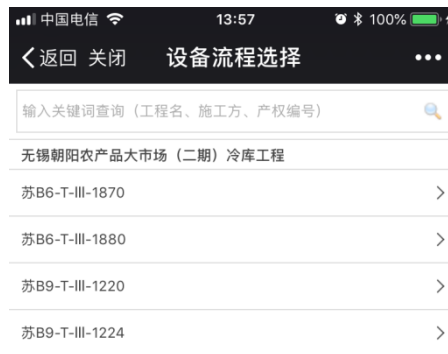 中国电信 13:57 100%
返回 关闭 设备流程选择
输入关键词查询（工程名、施工方、产权编号）
无锡朝阳农产品大市场（二期）冷库工程
苏B6-T-III-1870
苏B6-T-III-1880
苏B9-T-III-1220
苏B9-T-III-1224